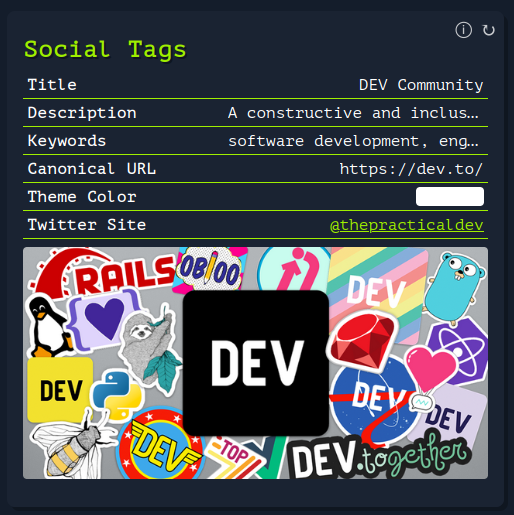 Social Tags
Title DEV Community
Description A constructive and inclus…
Keywords software development, eng…
Canonical URL https://dev.to/
Theme Color
Twitter Site @thepracticaldev
RAILS
DEV
DEV
DEV
DEV
DEV
DEV
TOP
DEV.together